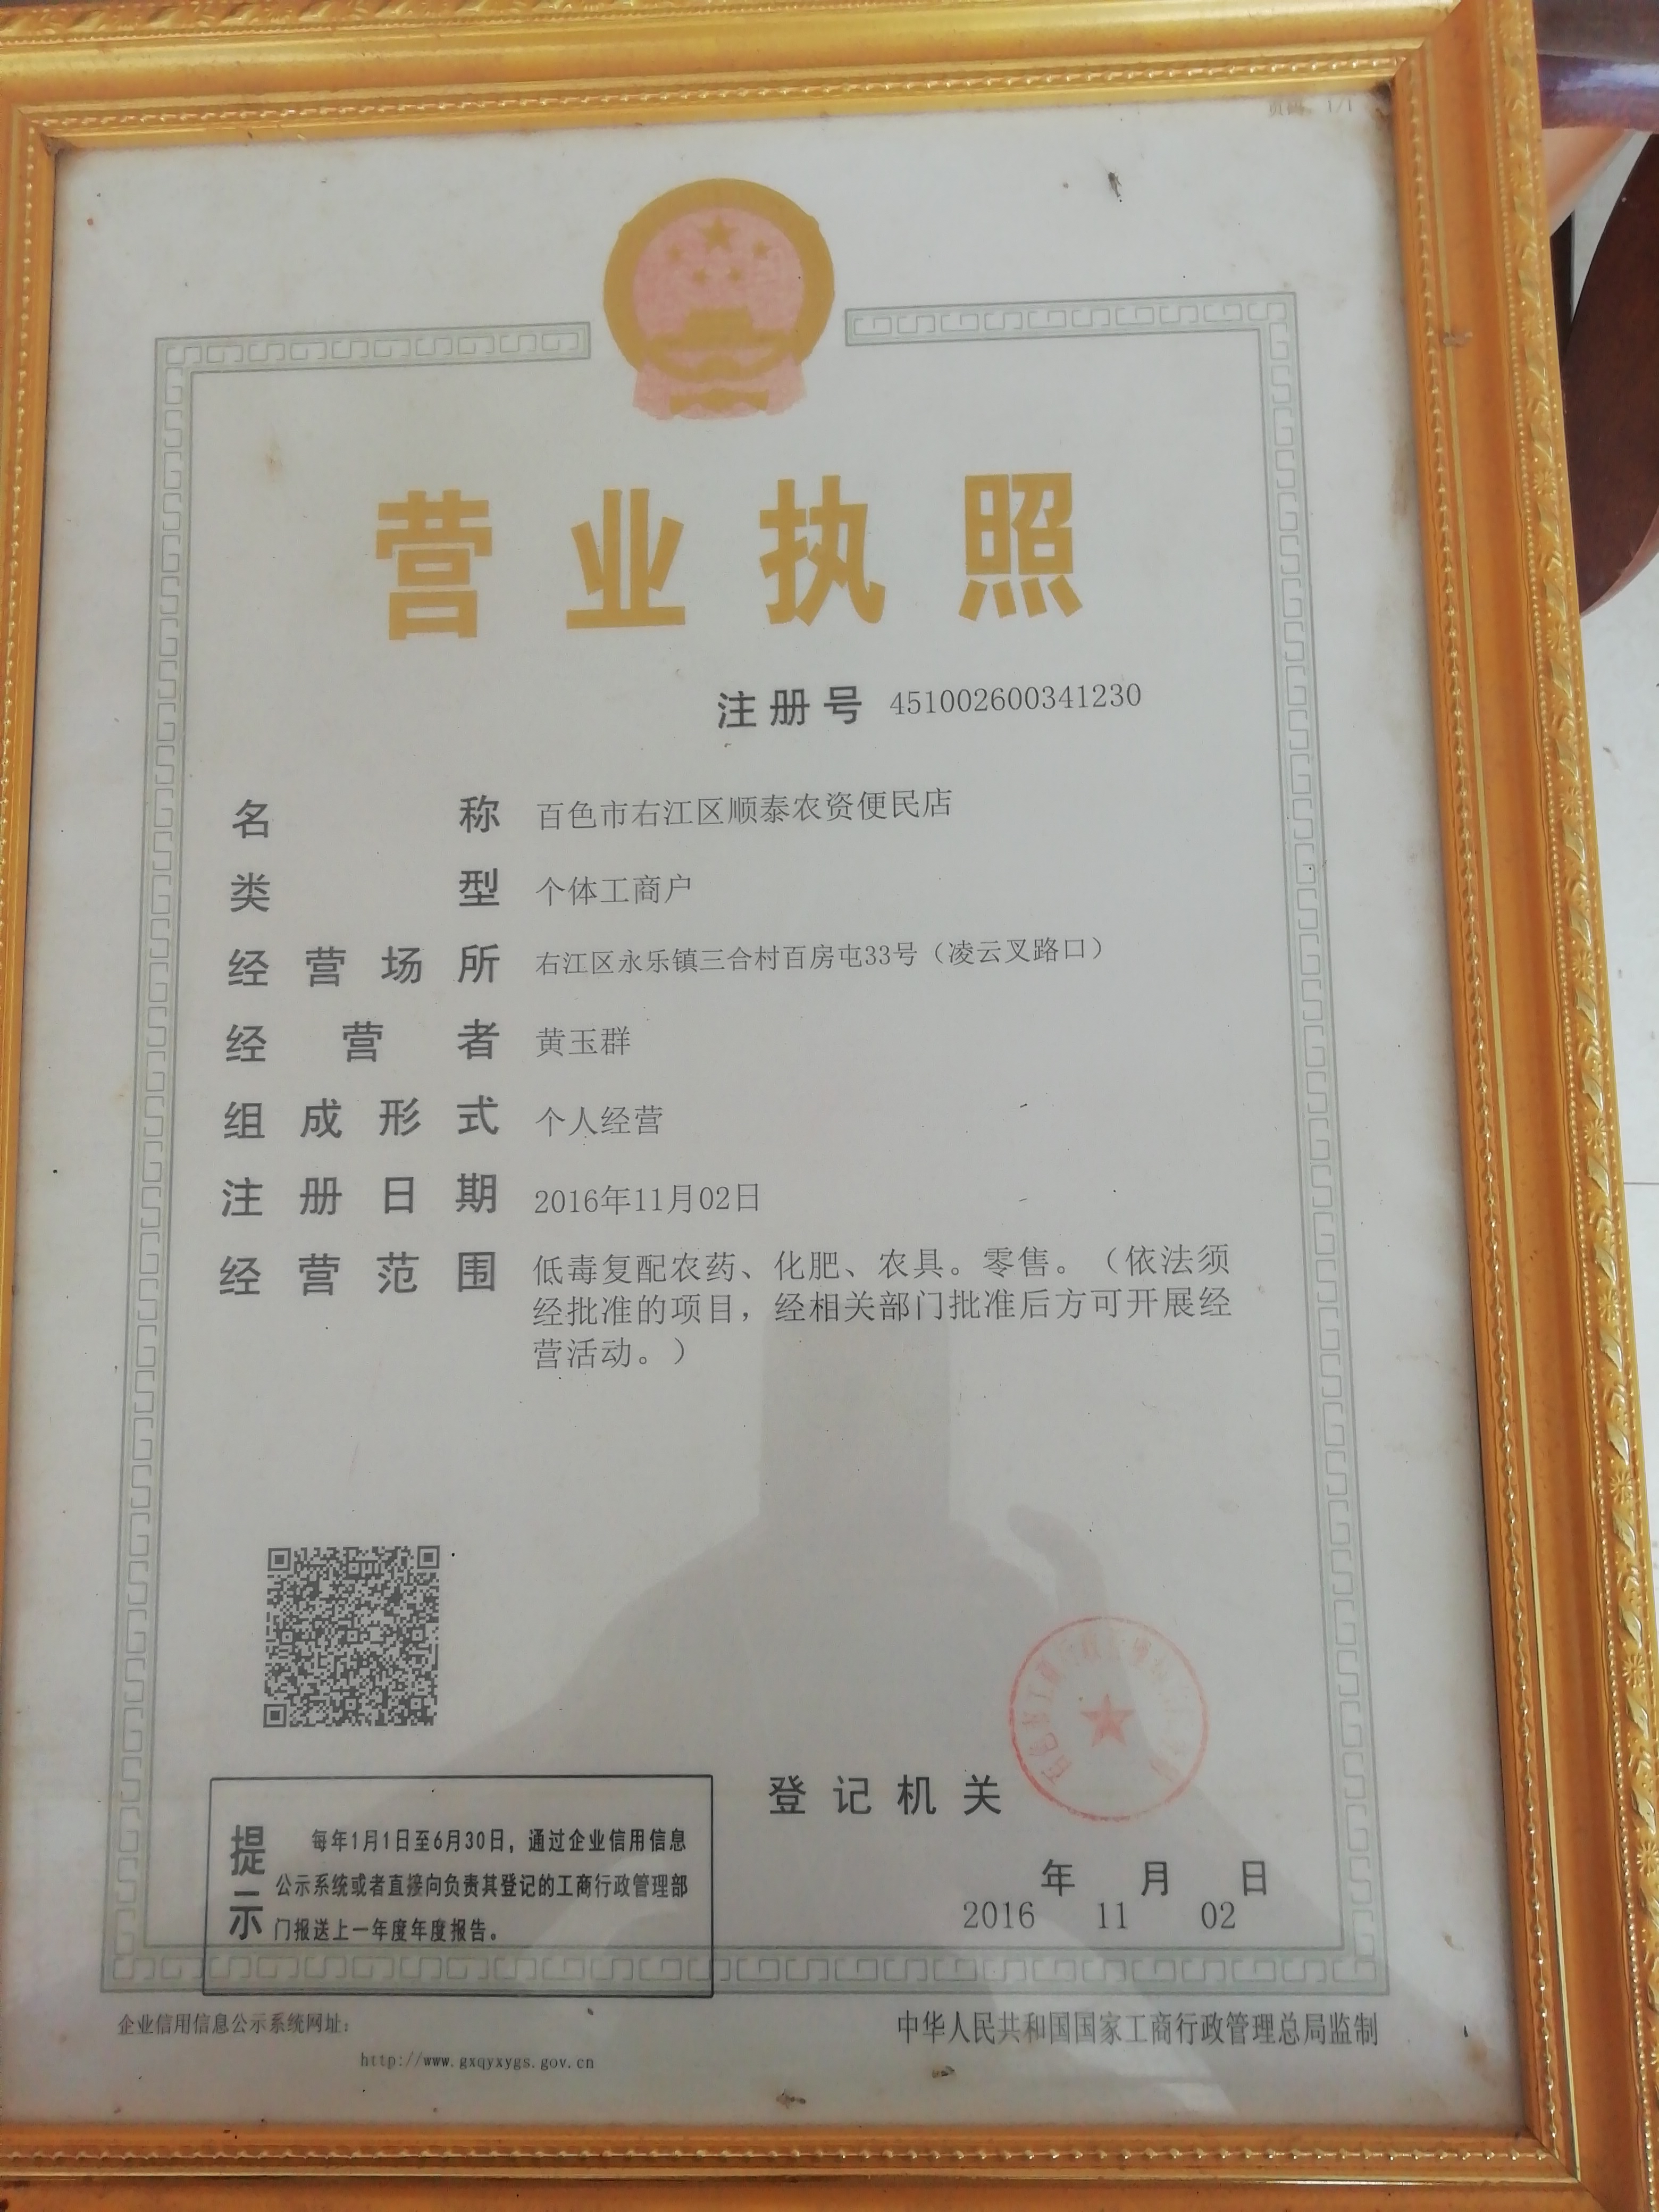 页码 1/1
营业执照
注册号 451002600341230
名称 百色市右江区顺泰农资便民店
类型 个体工商户
经营场所 右江区永乐镇三合村百房屯33号（凌云叉路口）
经营者 黄玉群
组成形式 个人经营
注册日期 2016年11月02日
经营范围 低毒复配农药、化肥、农具。零售。（依法须
经批准的项目，经相关部门批准后方可开展经
营活动。）
登记机关
提示
每年1月1日至6月30日，通过企业信用信息
公示系统或者直接向负责其登记的工商行政管理部
门报送上一年度年度报告。
年 月 日
2016 11 02
企业信用信息公示系统网址：
http://www.gxqyxygs.gov.cn
中华人民共和国国家工商行政管理总局监制